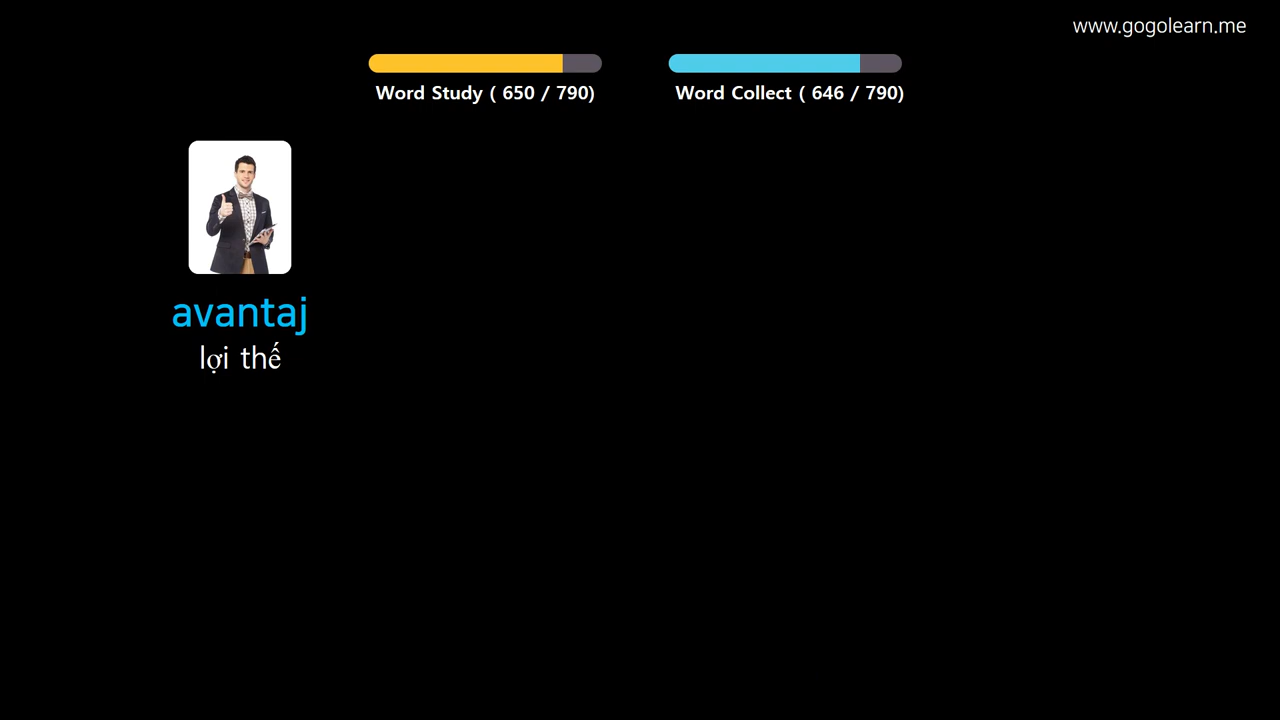 www.gogolearn.me
Word Study ( 650 / 790)
Word Collect ( 646 / 790)
avantaj
lợi thế